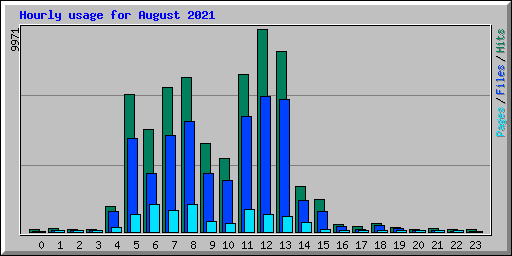 Hourly usage for August 2021
9971
Pages/Files/Hits
0 1 2 3 4 5 6 7 8 9 10 11 12 13 14 15 16 17 18 19 20 21 22 23